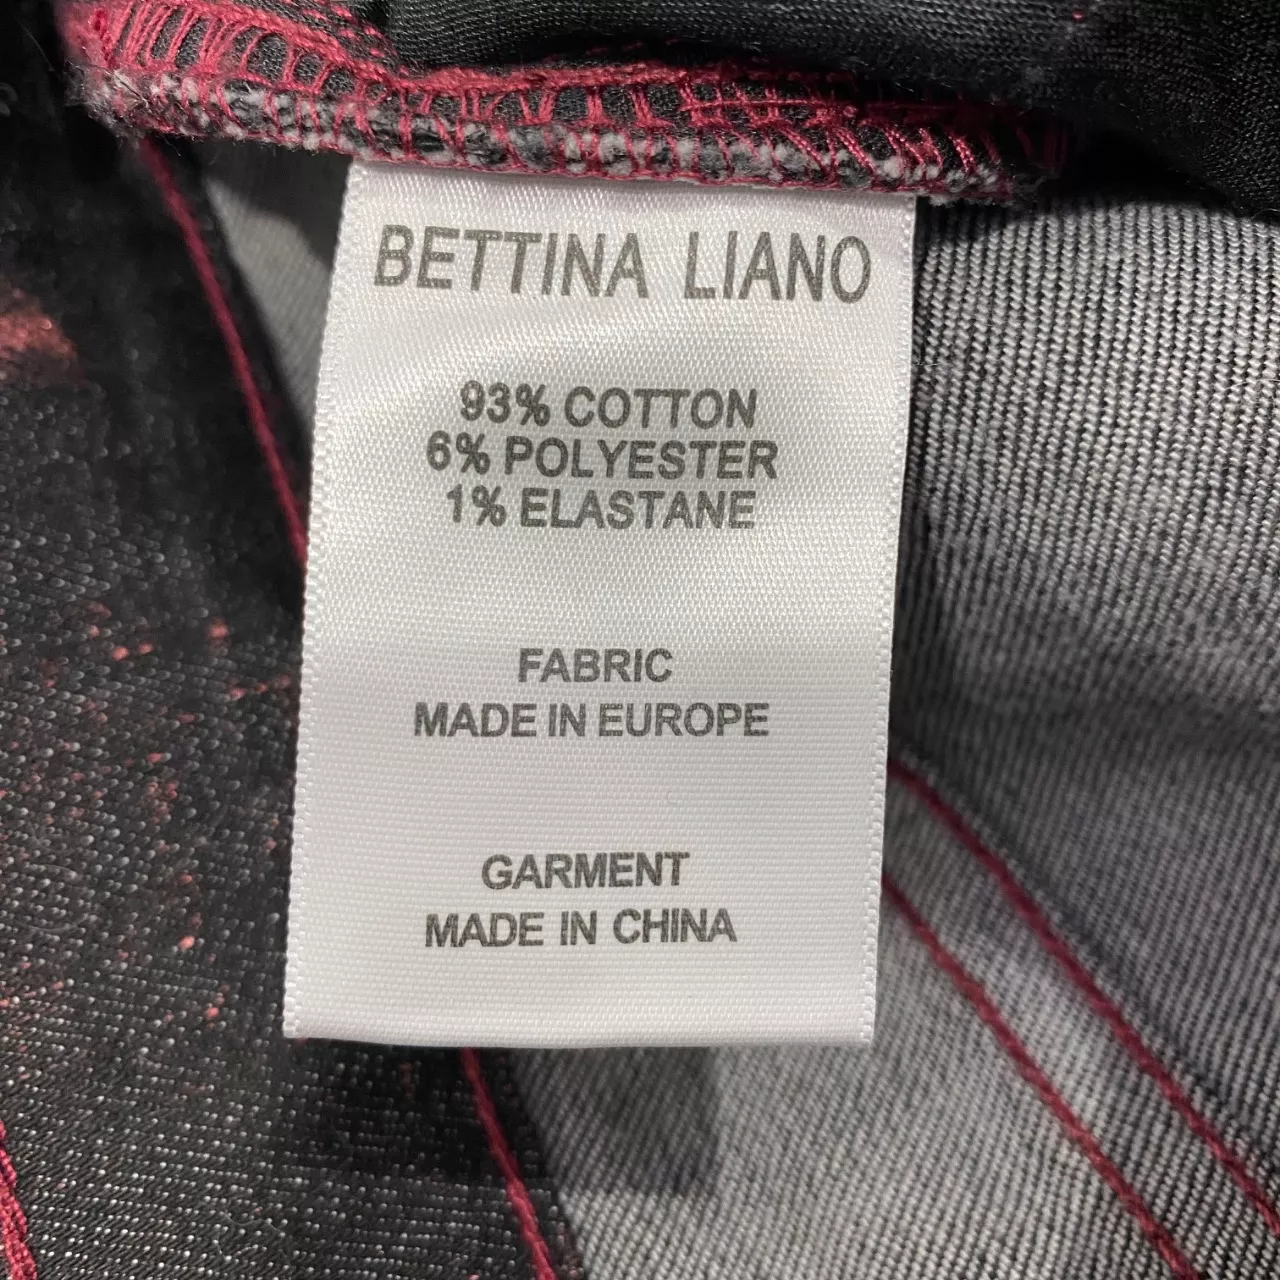 BETTINA LIANO
93% COTTON
6% POLYESTER
1% ELASTANE
FABRIC
MADE IN EUROPE
GARMENT
MADE IN CHINA